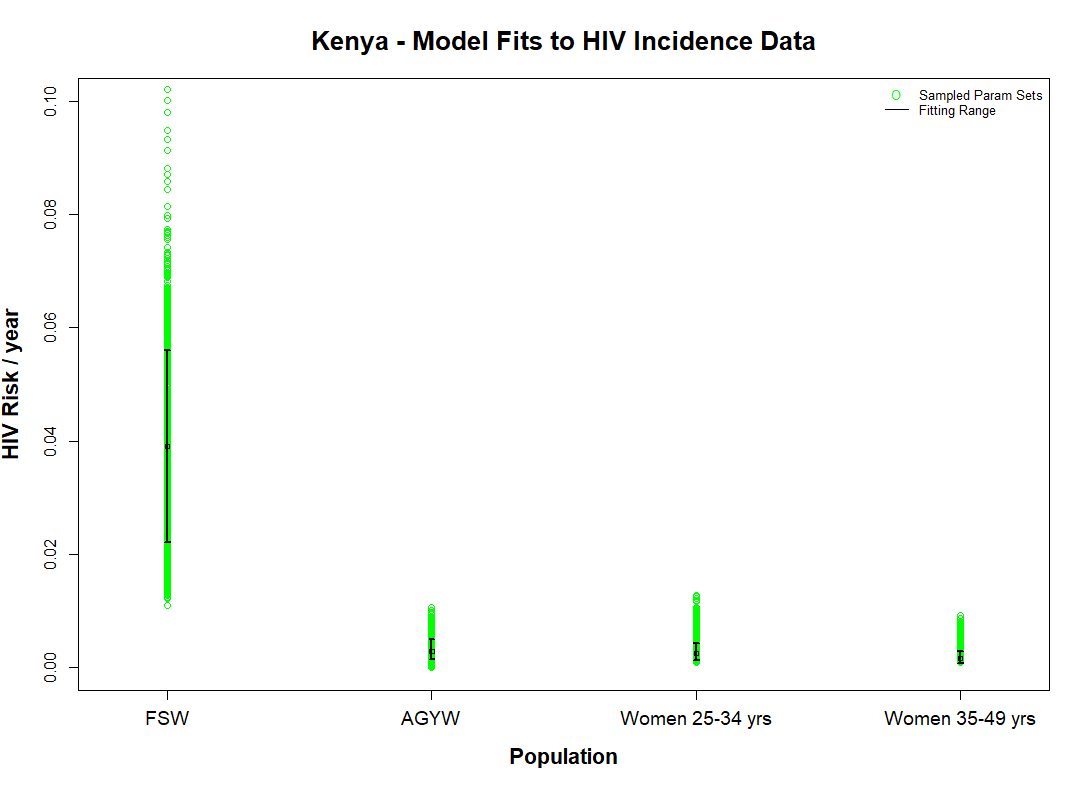 Kenya - Model Fits to HIV Incidence Data
Sampled Param Sets
Fitting Range
HIV Risk / year
0.10
0.08
0.06
0.04
0.02
0.00
FSW
AGYW
Women 25-34 yrs
Women 35-49 yrs
Population